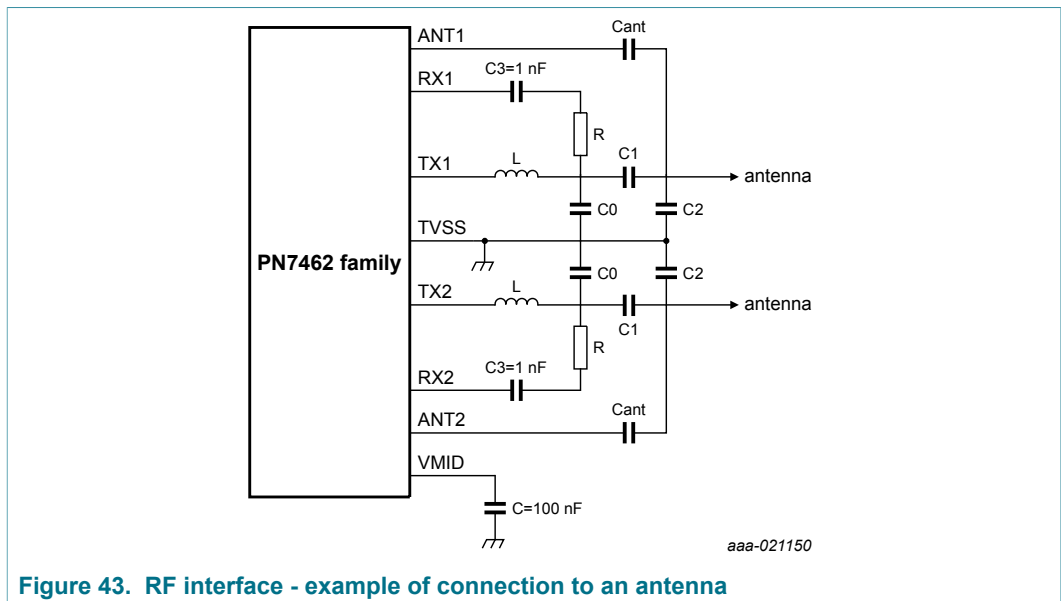 ANT1
Cant
RX1
C3=1 nF
R
TX1
L
C1
antenna
C0
C2
TVSS
PN7462 family
C0
C2
TX2
L
antenna
C1
R
C3=1 nF
RX2
Cant
ANT2
VMID
C=100 nF
aaa-021150
Figure 43. RF interface - example of connection to an antenna